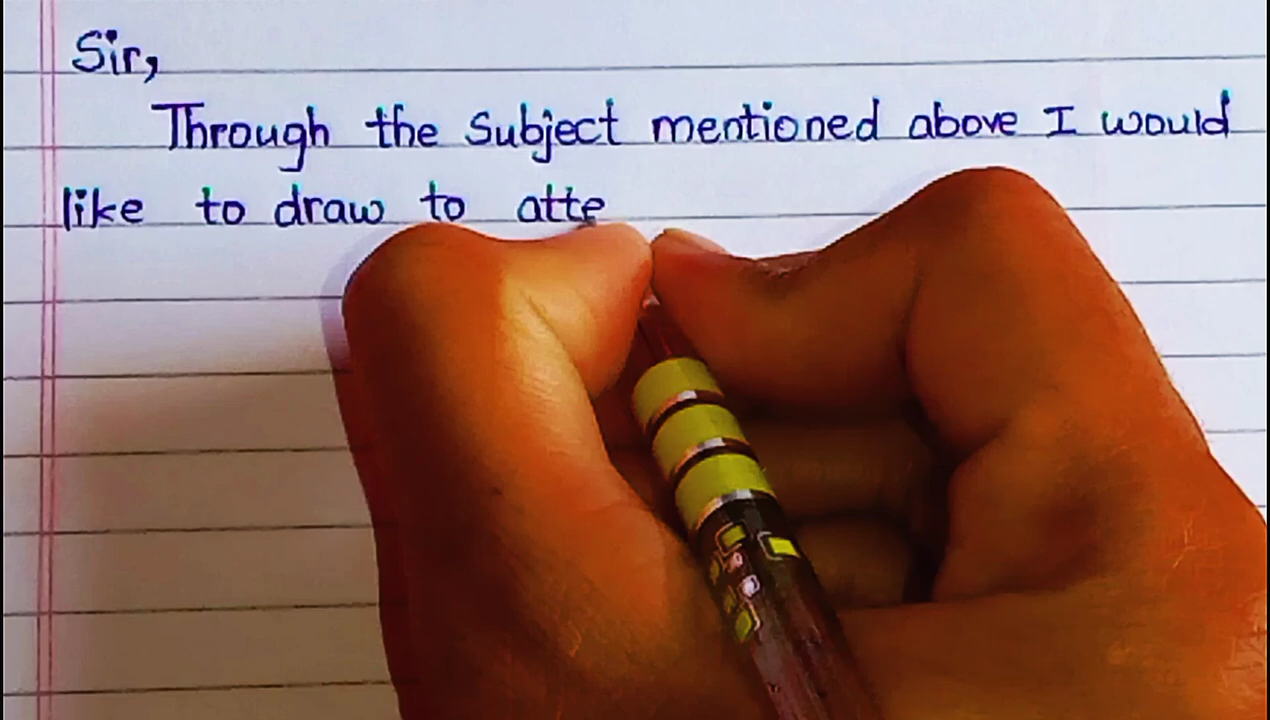 Sir,
Through the Subject mentioned above I would
like to draw to atte